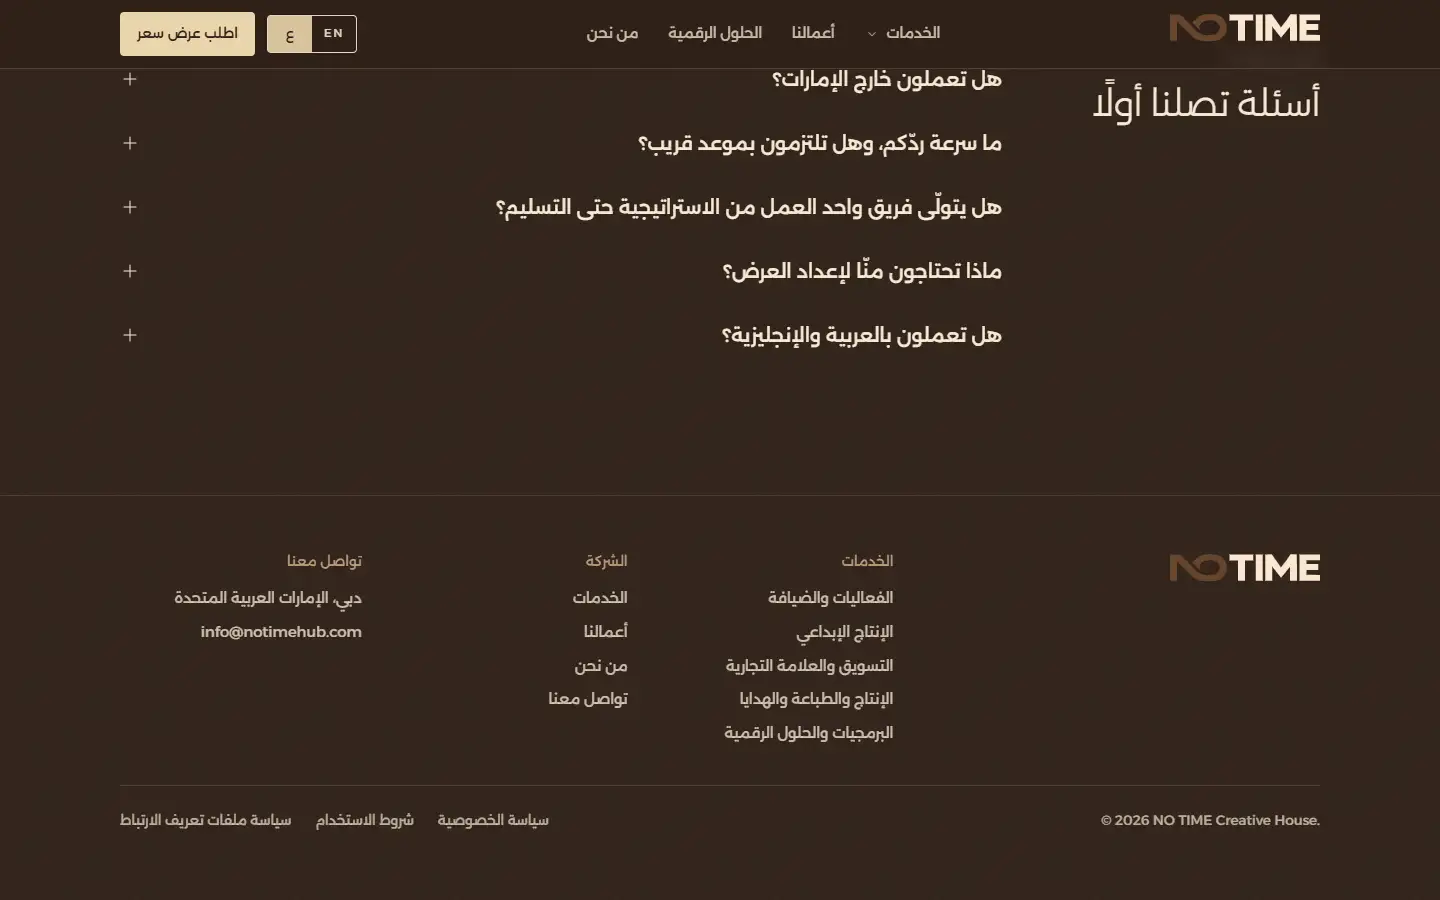 NO TIME
الخدمات
أعمالنا
الحلول الرقمية
من نحن
EN
ع
اطلب عرض سعر
أسئلة تصلنا أولًا
هل تعملون خارج الإمارات؟
ما سرعة ردّكم، وهل تلتزمون بموعد قريب؟
هل يتولّى فريق واحد العمل من الاستراتيجية حتى التسليم؟
ماذا تحتاجون منّا لإعداد العرض؟
هل تعملون بالعربية والإنجليزية؟
NO TIME
الخدمات
الفعاليات والضيافة
الإنتاج الإبداعي
التسويق والعلامة التجارية
الإنتاج والطباعة والهدايا
البرمجيات والحلول الرقمية
الشركة
الخدمات
أعمالنا
من نحن
تواصل معنا
تواصل معنا
دبي، الإمارات العربية المتحدة
info@notimehub.com
© 2026 NO TIME Creative House.
سياسة الخصوصية
شروط الاستخدام
سياسة ملفات تعريف الارتباط